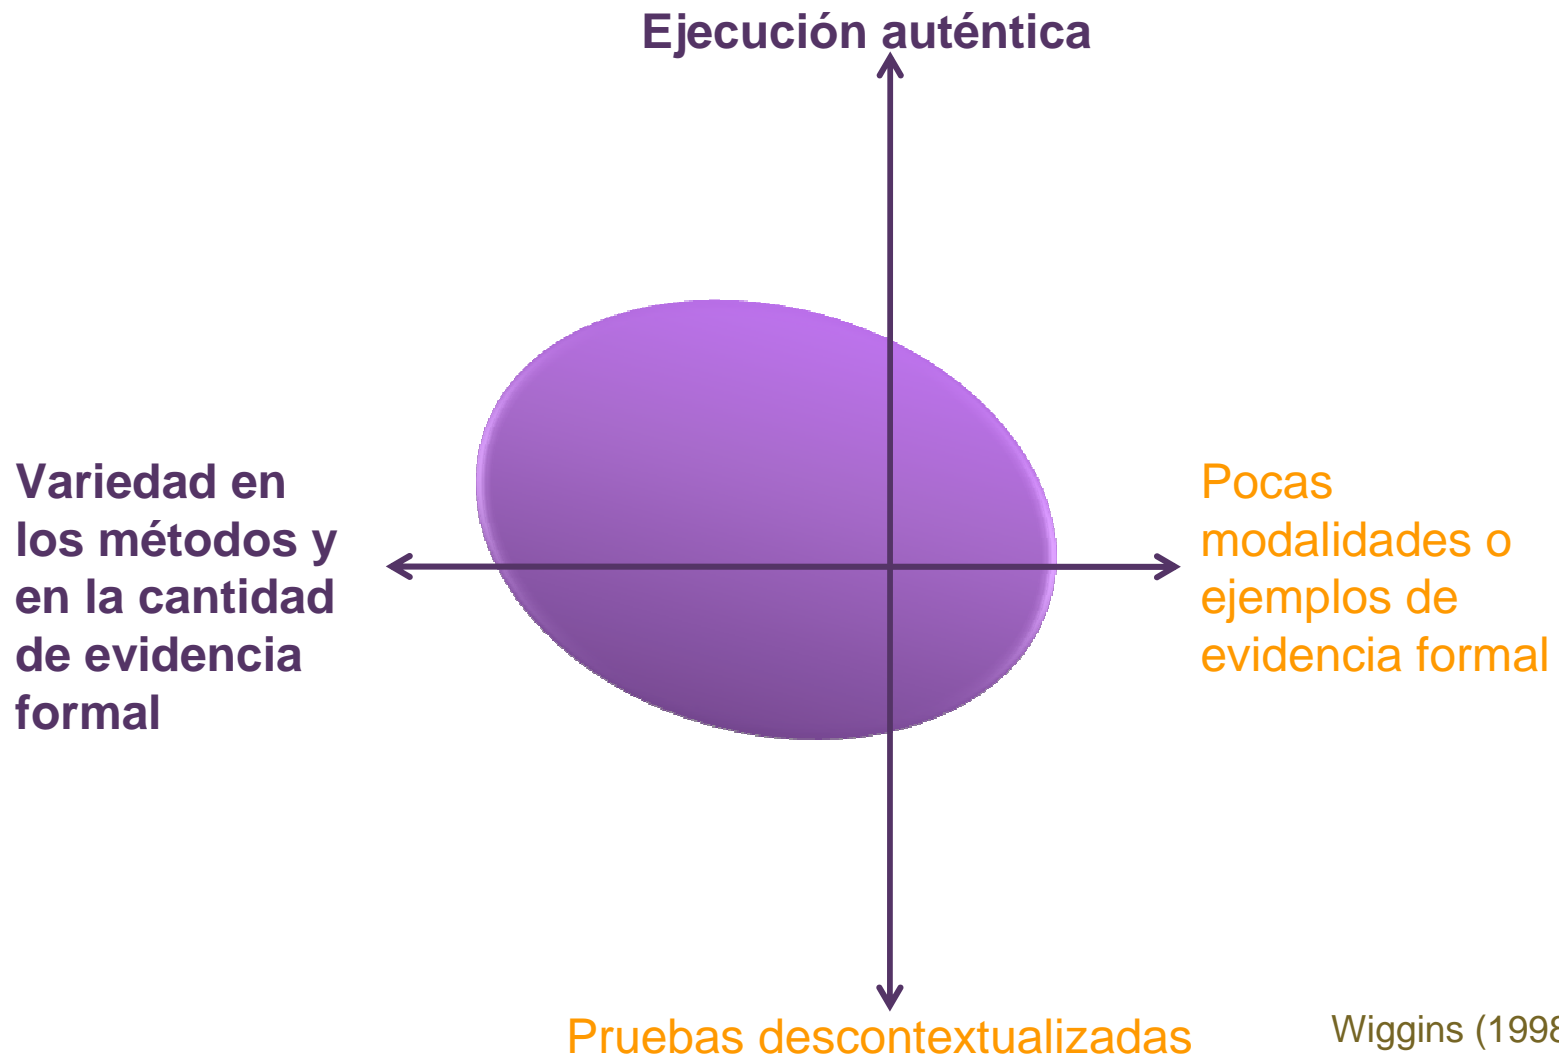 Ejecución auténtica
Variedad en
los métodos y
en la cantidad
de evidencia
formal
Pocas
modalidades o
ejemplos de
evidencia formal
Pruebas descontextualizadas
Wiggins (1998